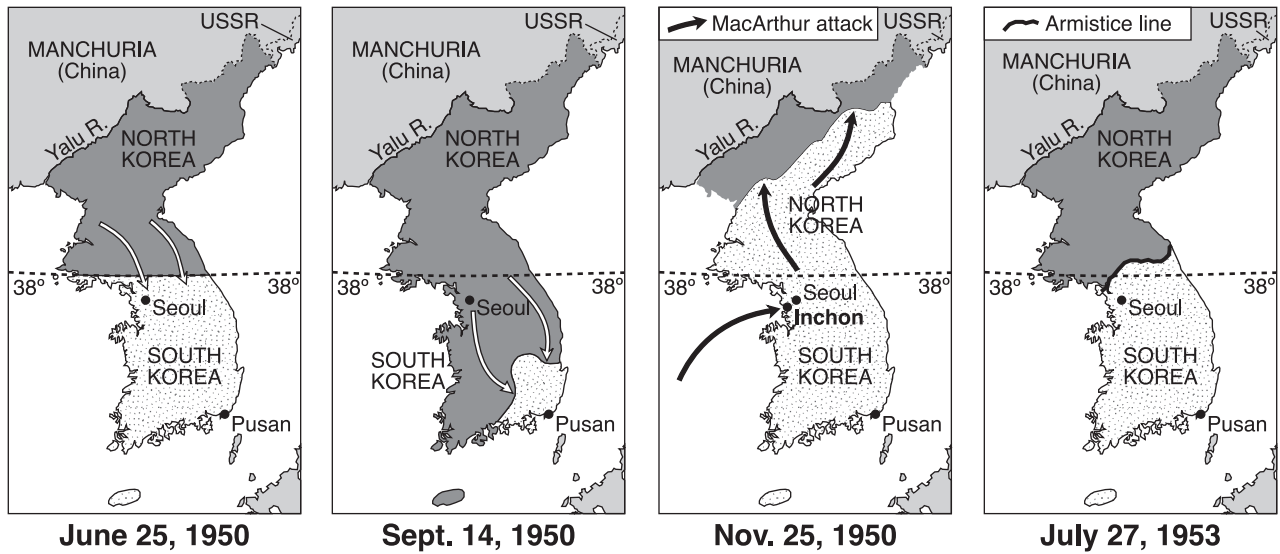 USSR
MANCHURIA
(China)
Yalu R.
NORTH
KOREA
38°
38°
Seoul
SOUTH
KOREA
Pusan
June 25, 1950
USSR
MANCHURIA
(China)
Yalu R.
NORTH
KOREA
38°
38°
Seoul
SOUTH
KOREA
Pusan
Sept. 14, 1950
MacArthur attack
USSR
MANCHURIA
(China)
Yalu R.
NORTH
KOREA
38°
38°
Seoul
Inchon
SOUTH
KOREA
Pusan
Nov. 25, 1950
Armistice line
USSR
MANCHURIA
(China)
Yalu R.
NORTH
KOREA
38°
38°
Seoul
SOUTH
KOREA
Pusan
July 27, 1953